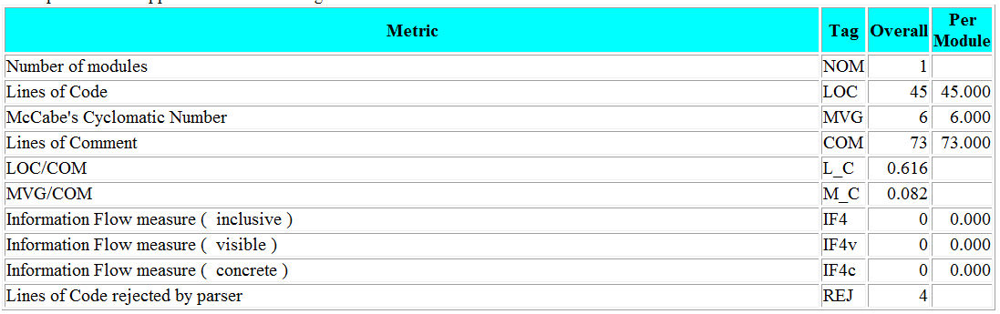 Metric Tag Overall Per Module
Number of modules NOM 1
Lines of Code LOC 45 45.000
McCabe's Cyclomatic Number MVG 6 6.000
Lines of Comment COM 73 73.000
LOC/COM L_C 0.616
MVG/COM M_C 0.082
Information Flow measure ( inclusive ) IF4 0 0.000
Information Flow measure ( visible ) IF4v 0 0.000
Information Flow measure ( concrete ) IF4c 0 0.000
Lines of Code rejected by parser REJ 4